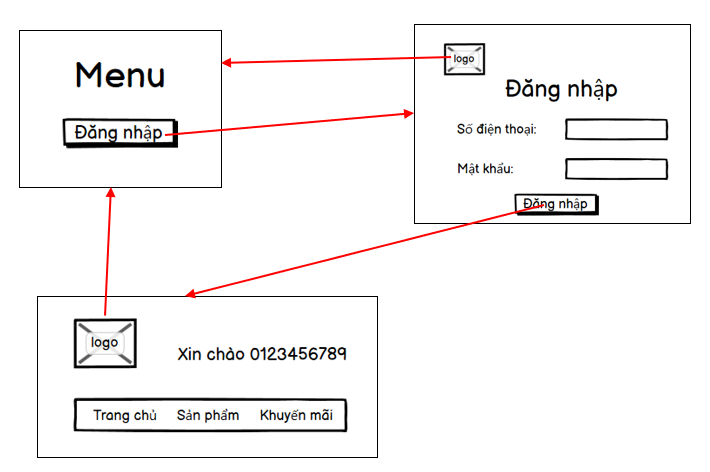 Menu
Đăng nhập
logo
Đăng nhập
Số điện thoại:
Mật khẩu:
Đăng nhập
logo
Xin chào 0123456789
Trang chủ Sản phẩm Khuyến mãi